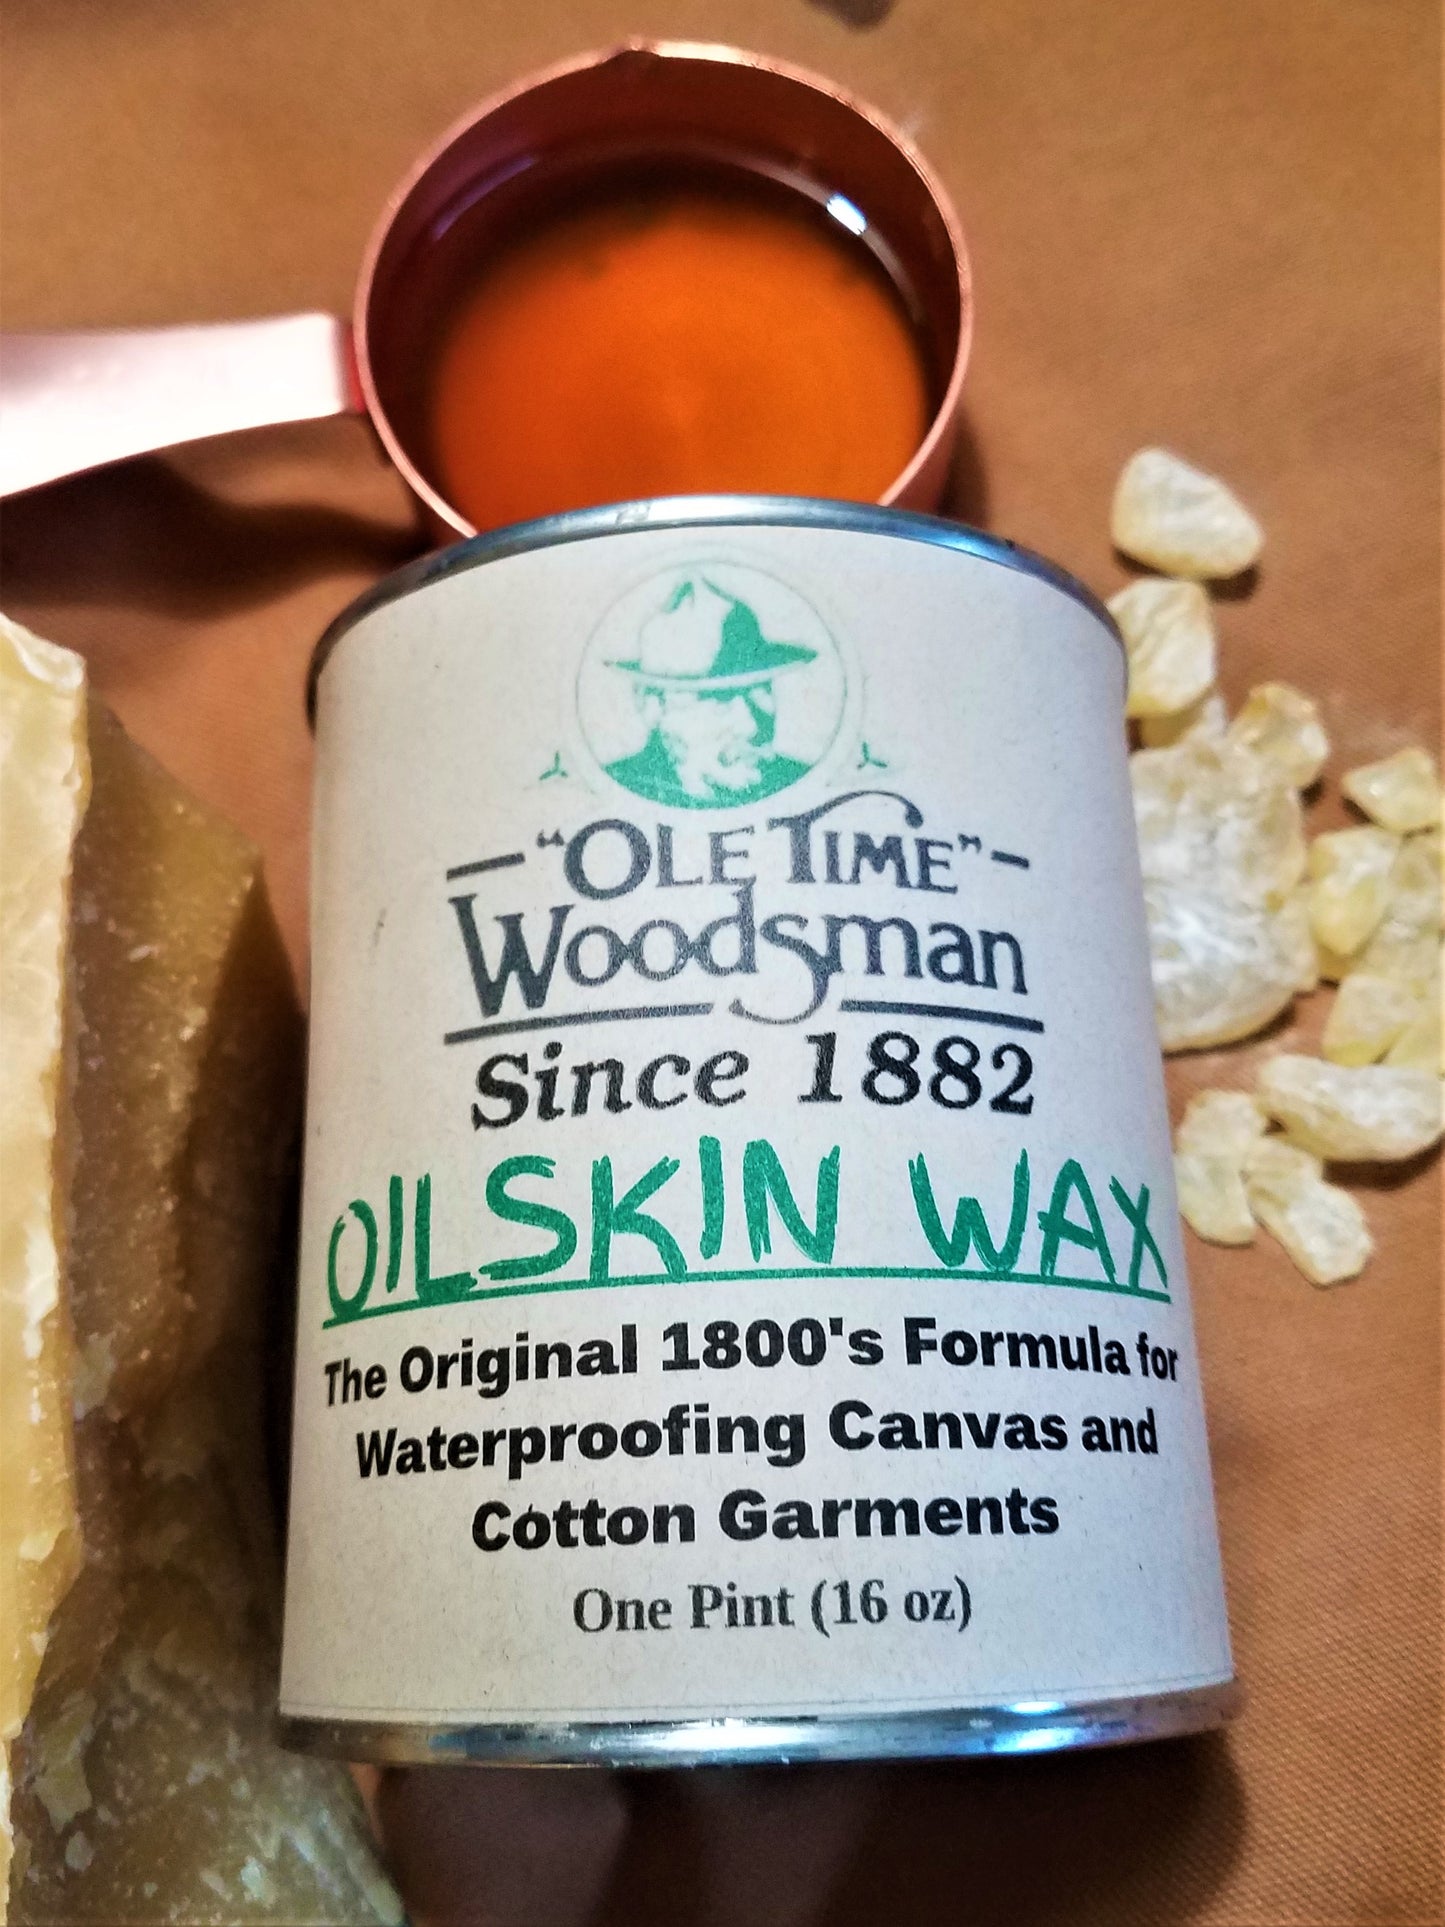 "OLE TIME"
Woodsman
Since 1882
OILSKIN WAX
The Original 1800's Formula for
Waterproofing Canvas and
Cotton Garments
One Pint (16 oz)